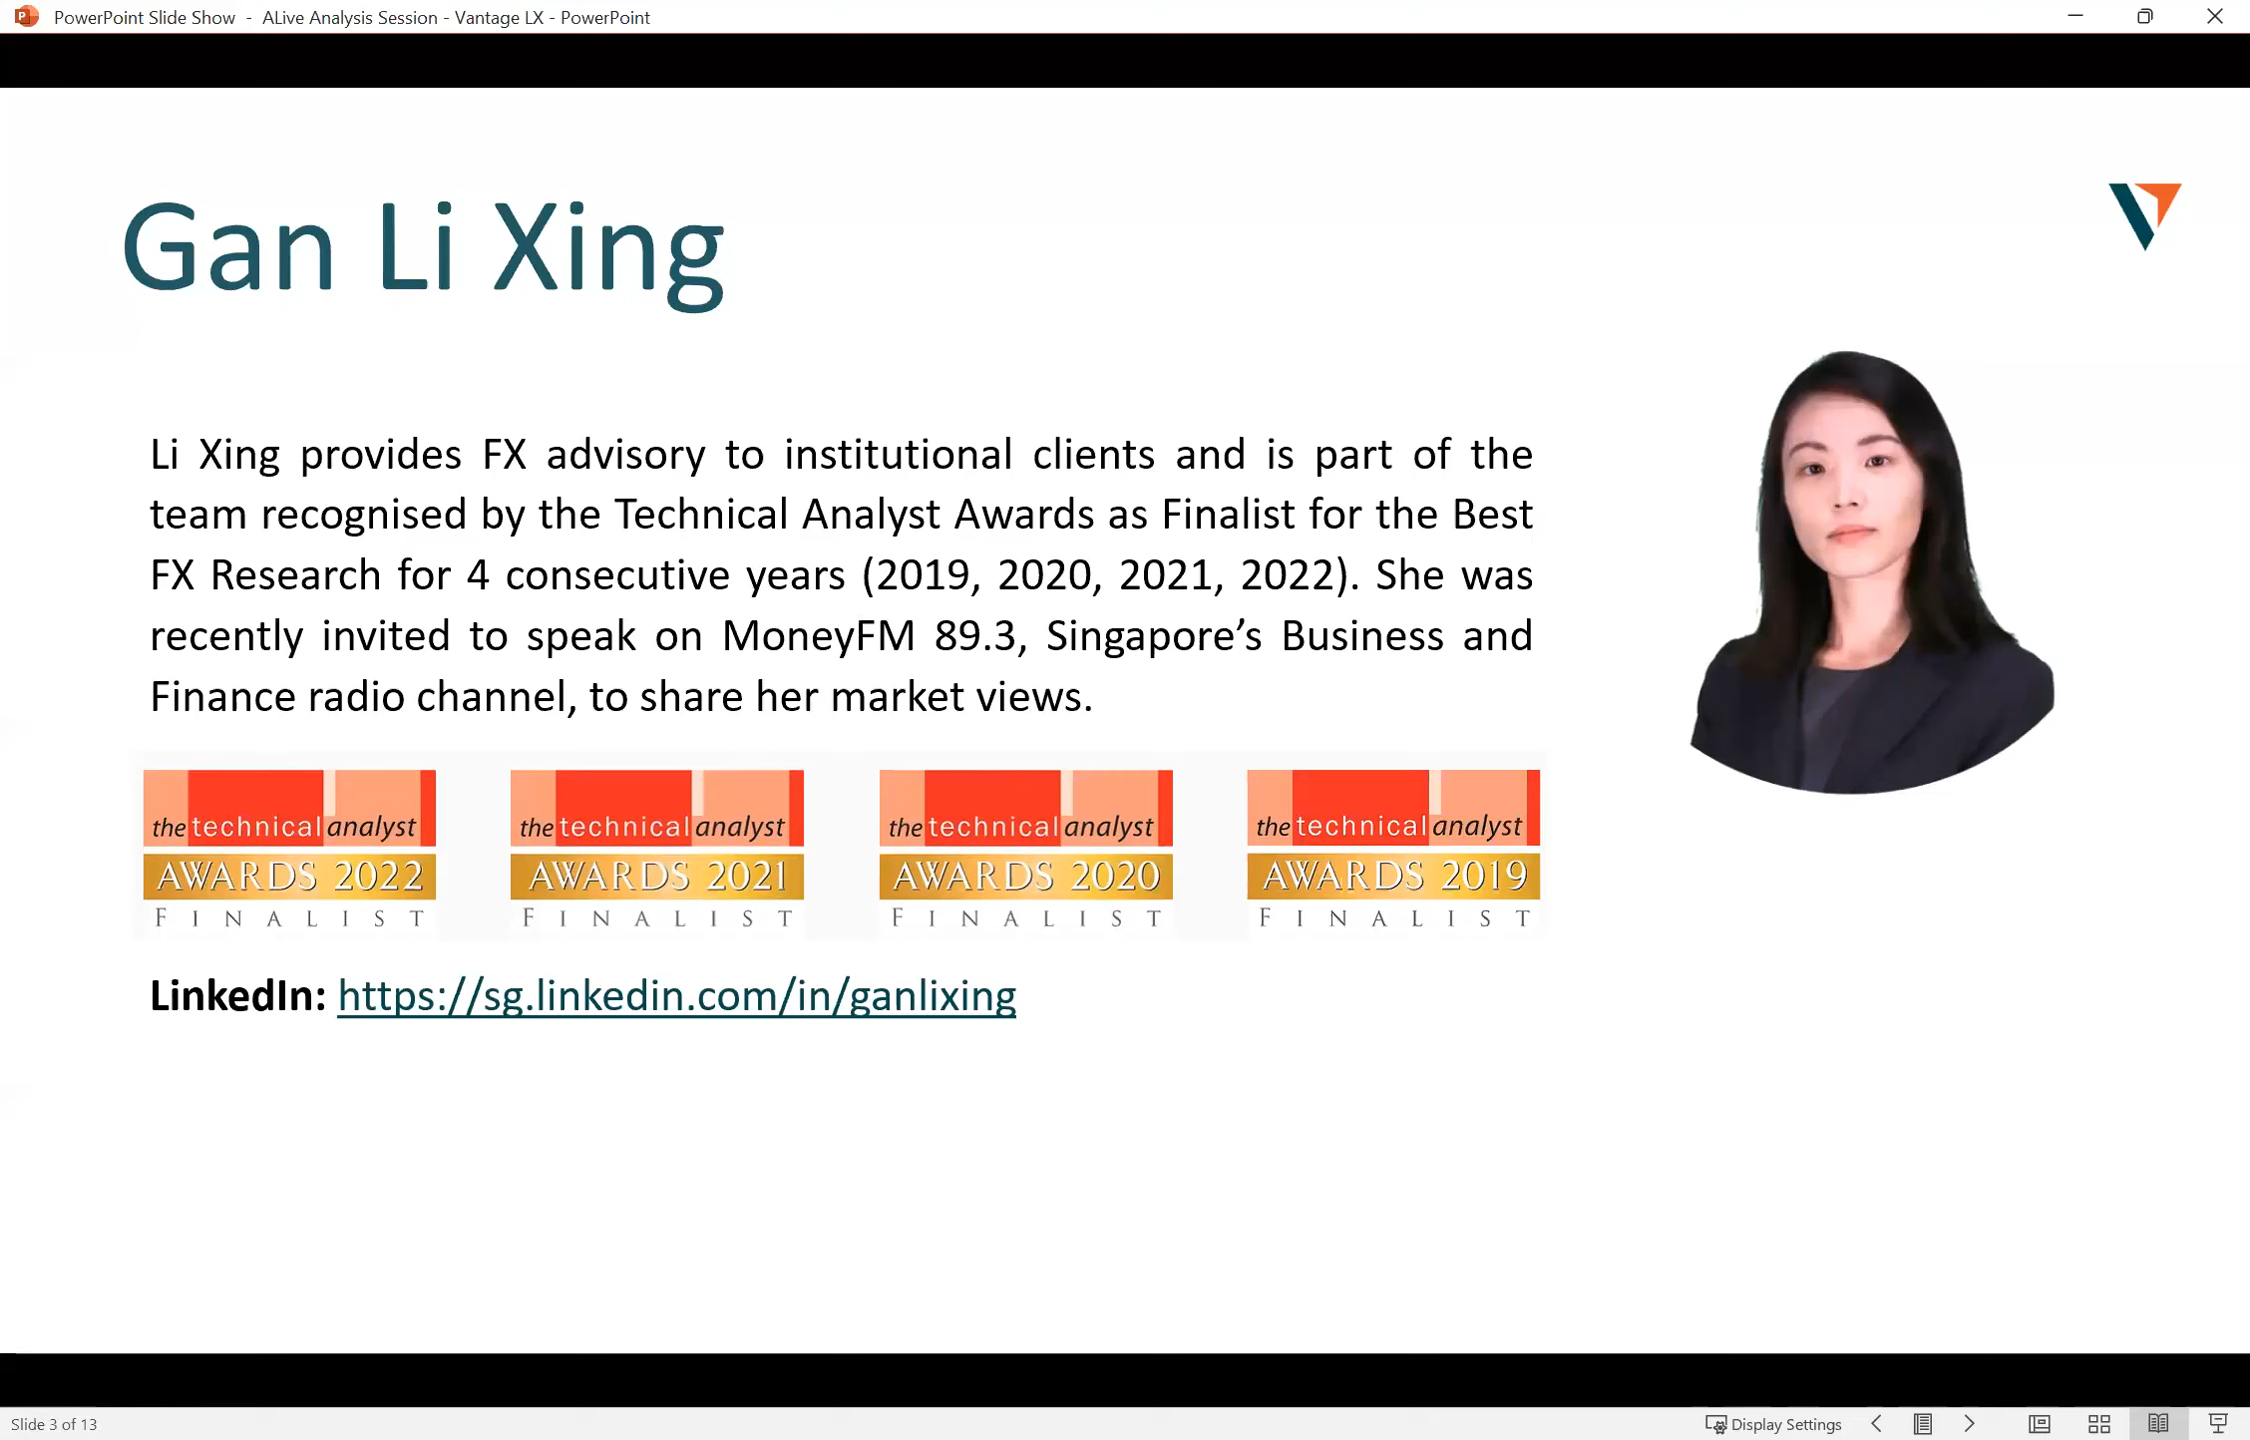 PowerPoint Slide Show - ALive Analysis Session - Vantage LX - PowerPoint
Gan Li Xing
Li Xing provides FX advisory to institutional clients and is part of the
team recognised by the Technical Analyst Awards as Finalist for the Best
FX Research for 4 consecutive years (2019, 2020, 2021, 2022). She was
recently invited to speak on MoneyFM 89.3, Singapore’s Business and
Finance radio channel, to share her market views.
the technical analyst
AWARDS 2022
FINALIST
the technical analyst
AWARDS 2021
FINALIST
the technical analyst
AWARDS 2020
FINALIST
the technical analyst
AWARDS 2019
FINALIST
LinkedIn: https://sg.linkedin.com/in/ganlixing
Slide 3 of 13
Display Settings